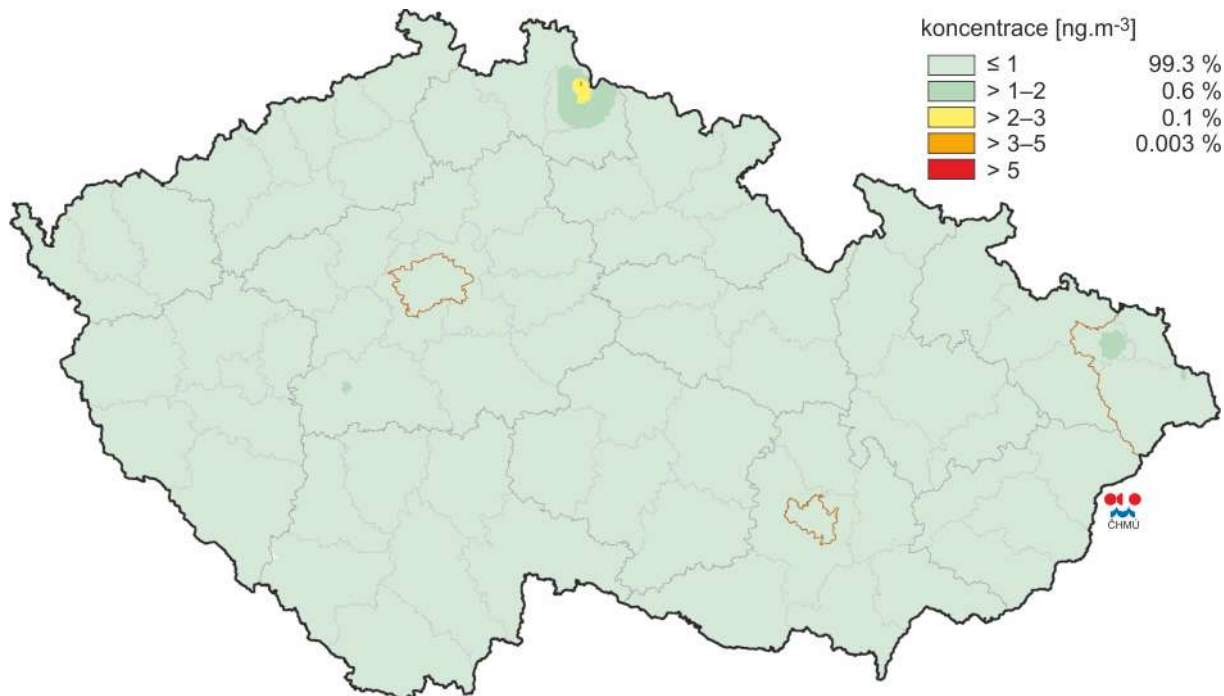 koncentrace [ng.m-3]
≤ 1 99.3 %
> 1–2 0.6 %
> 2–3 0.1 %
> 3–5 0.003 %
> 5
ČHMÚ